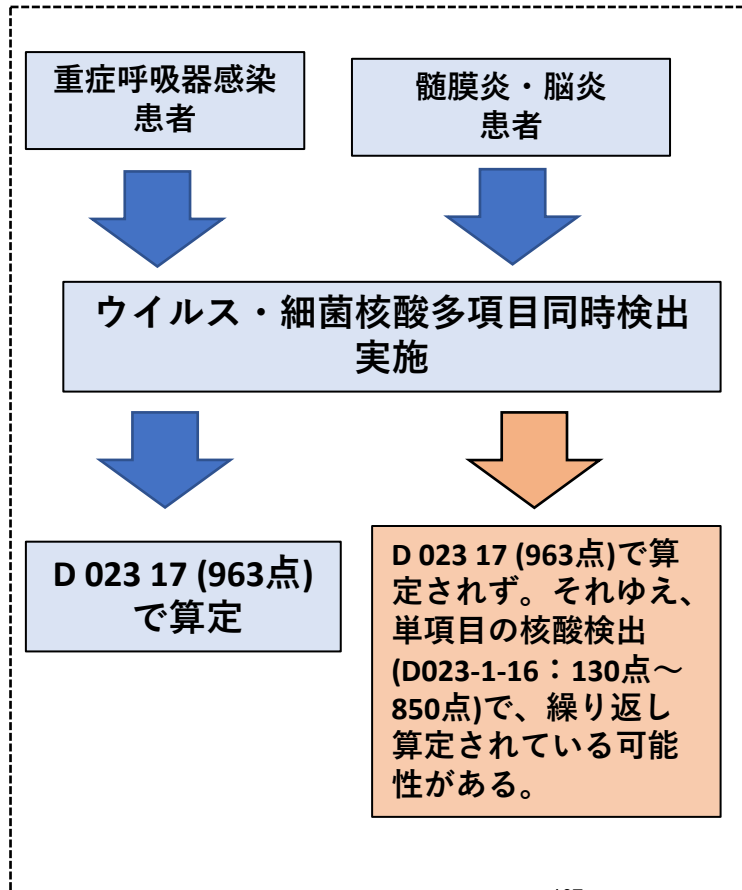 重症呼吸器感染
患者
髄膜炎・脳炎
患者
ウイルス・細菌核酸多項目同時検出
実施
D 023 17 (963点)
で算定
D 023 17 (963点)で算
定されず。それゆえ、
単項目の核酸検出
(D023-1-16：130点～
850点)で、繰り返し
算定されている可能
性がある。